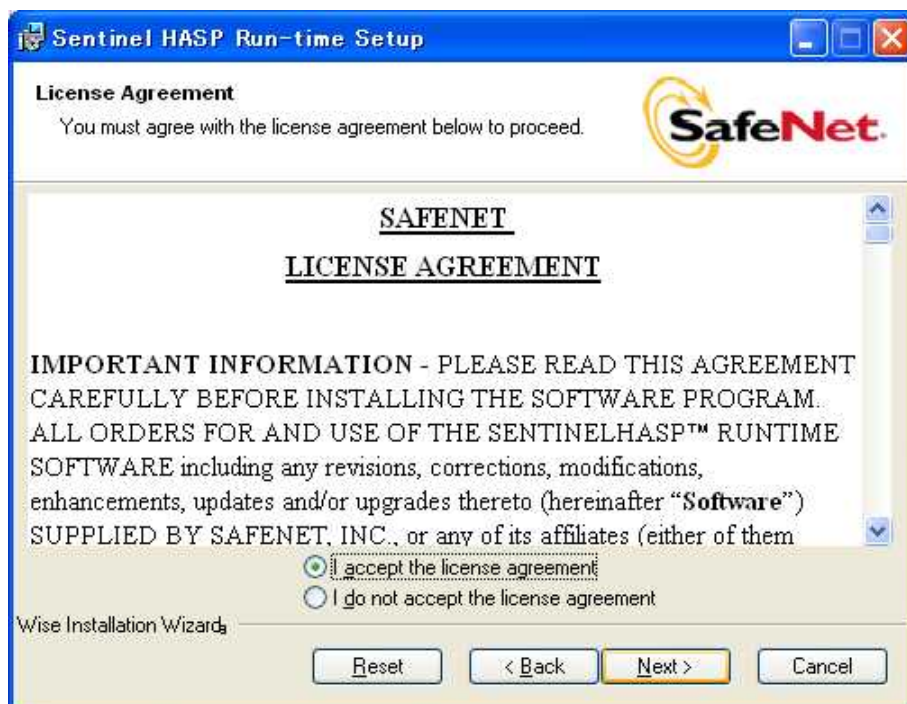 Sentinel HASP Run-time Setup
License Agreement
You must agree with the license agreement below to proceed.
SafeNet.
SAFENET
LICENSE AGREEMENT
IMPORTANT INFORMATION - PLEASE READ THIS AGREEMENT
CAREFULLY BEFORE INSTALLING THE SOFTWARE PROGRAM.
ALL ORDERS FOR AND USE OF THE SENTINELHASP™ RUNTIME
SOFTWARE including any revisions, corrections, modifications,
enhancements, updates and/or upgrades thereto (hereinafter “Software”)
SUPPLIED BY SAFENET, INC., or any of its affiliates (either of them
I accept the license agreement
I do not accept the license agreement
Wise Installation Wizard
Reset
< Back
Next >
Cancel